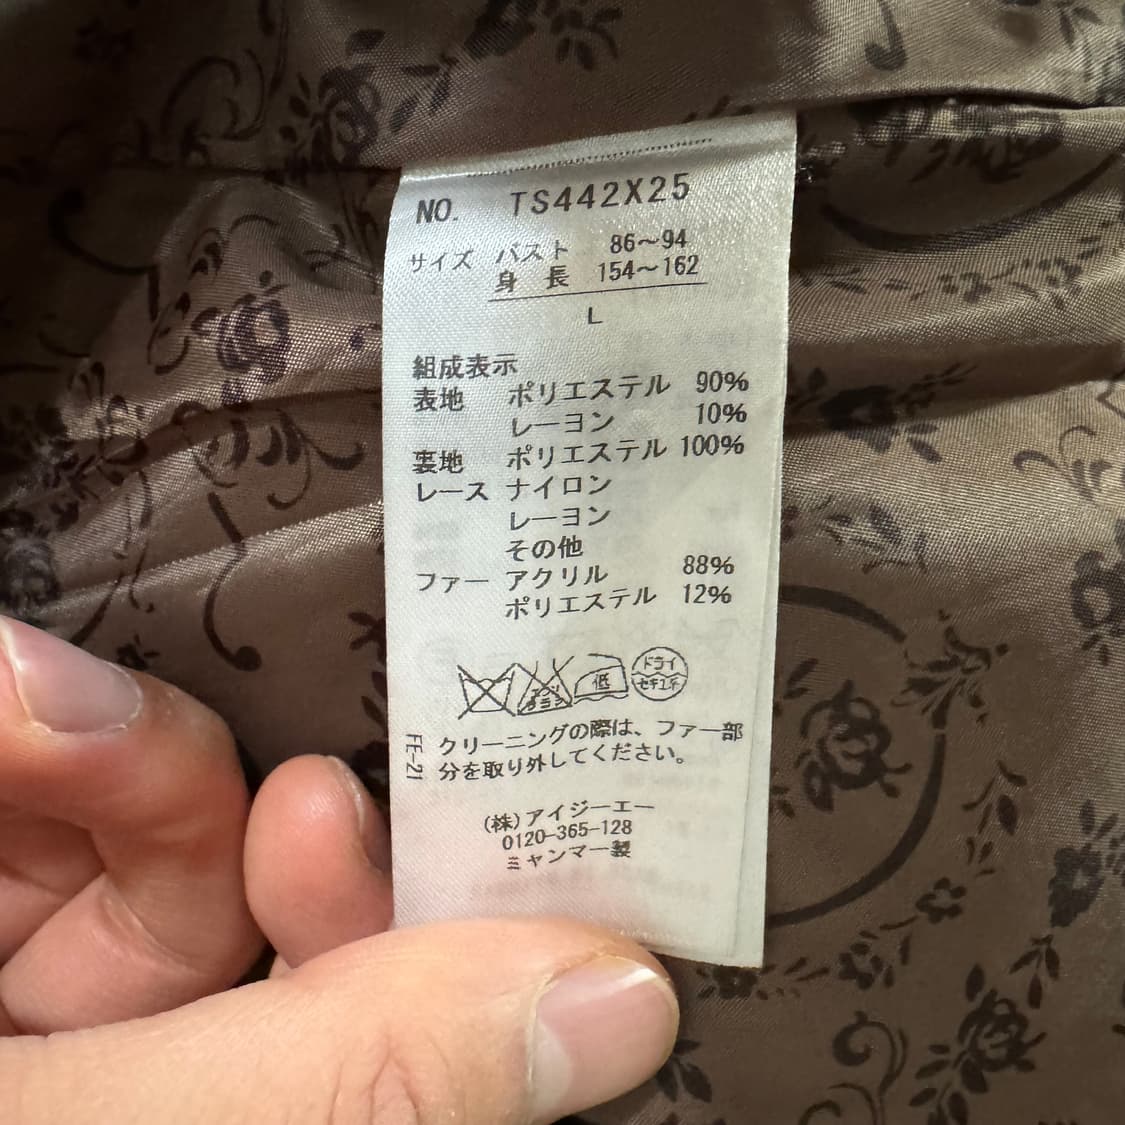 NO. TS442X25
サイズ バスト 86～94
身長 154～162
L
組成表示
表地 ポリエステル 90%
レーヨン 10%
裏地 ポリエステル 100%
レース ナイロン
レーヨン
その他
ファー アクリル 88%
ポリエステル 12%
エンソサラシ 低 ドライ セキユ系
クリーニングの際は、ファー部
分を取り外してください。
FE-21
(株)アイジーエー
0120-365-128
ミャンマー製